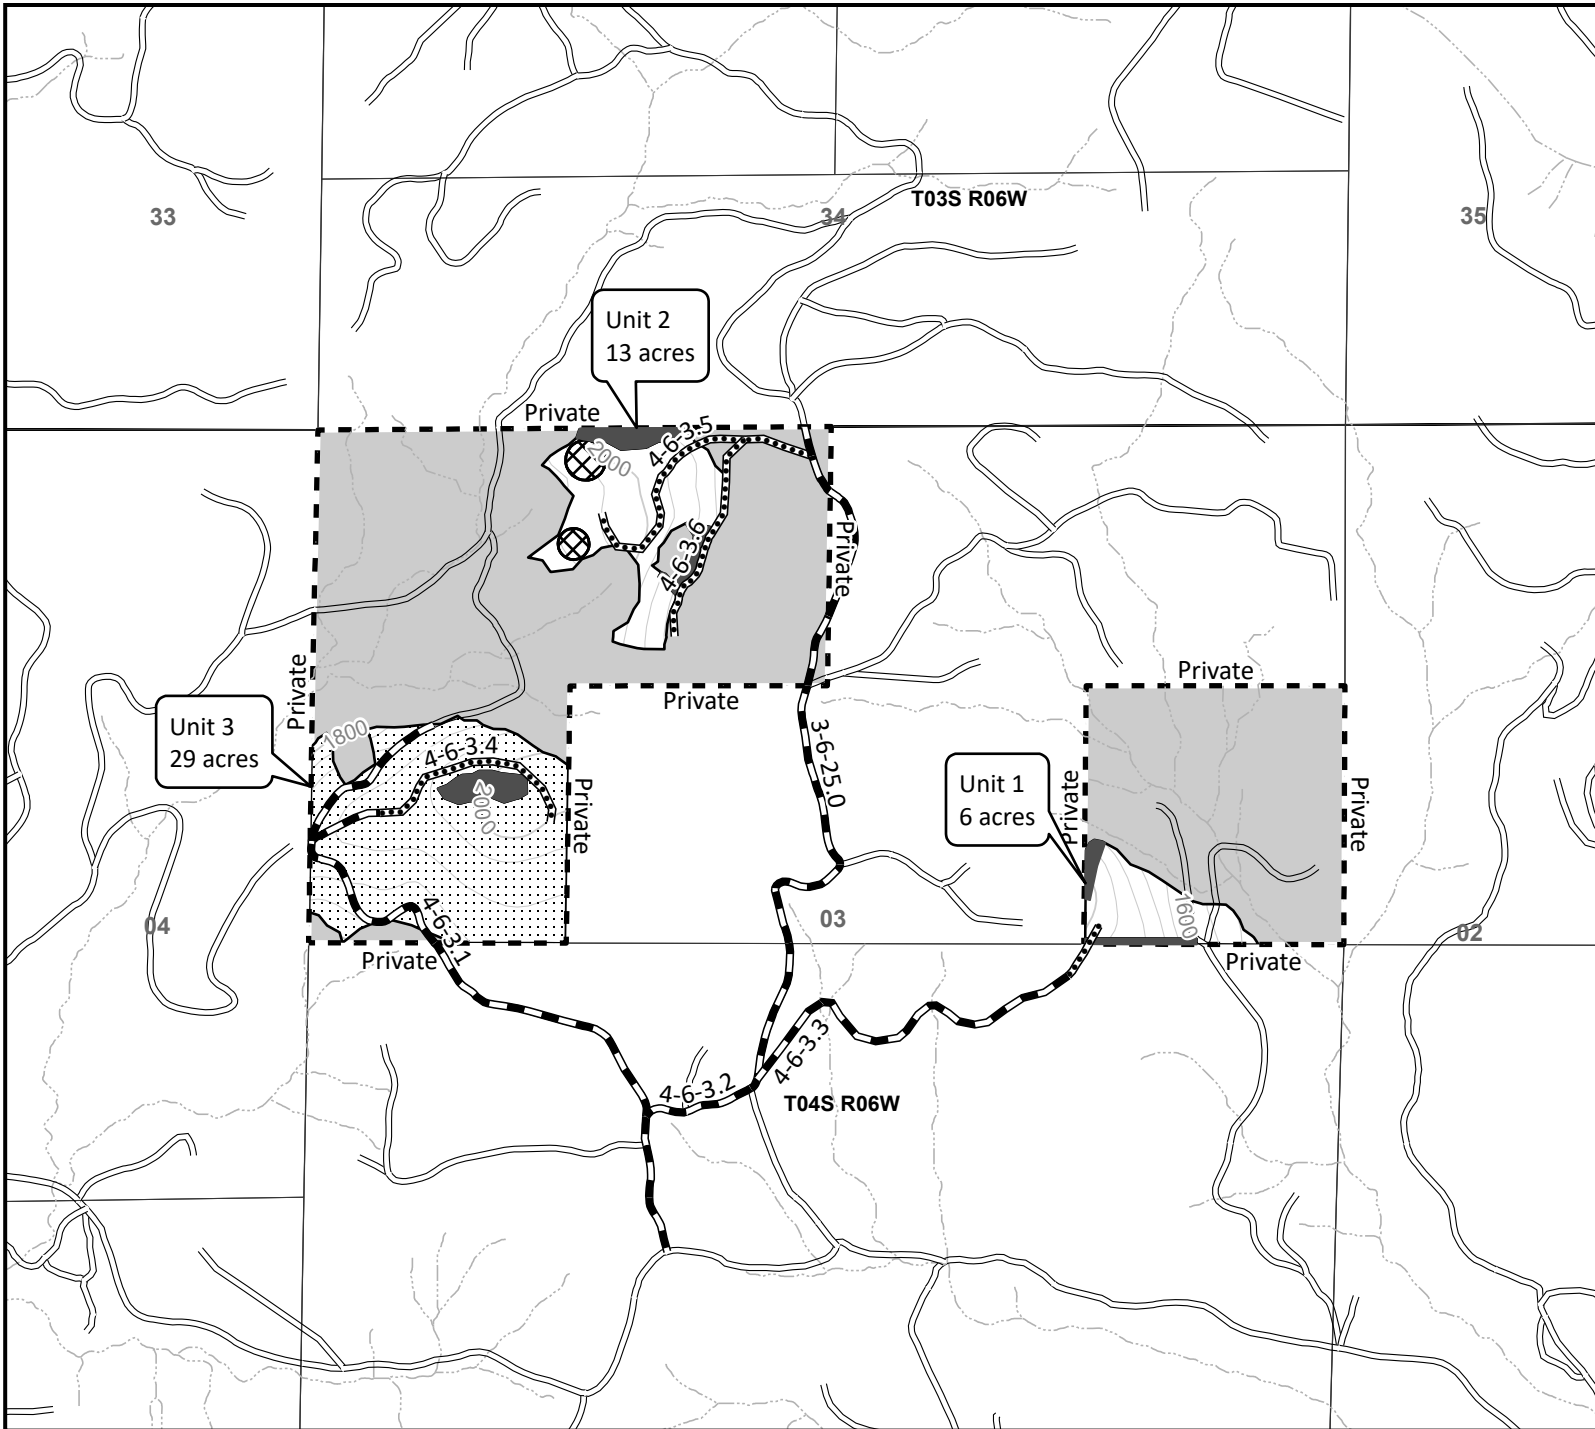 T03S R06W
33
34
35
Unit 2
13 acres
Private
4-6-3.5
2000
4-6-3.6
Private
Private
Private
Private
Unit 3
29 acres
1800
4-6-3.4
2000
Private
3-6-25.0
Unit 1
6 acres
Private
Private
1600
04
4-6-3.1
03
02
Private
Private
4-6-3.3
4-6-3.2
T04S R06W